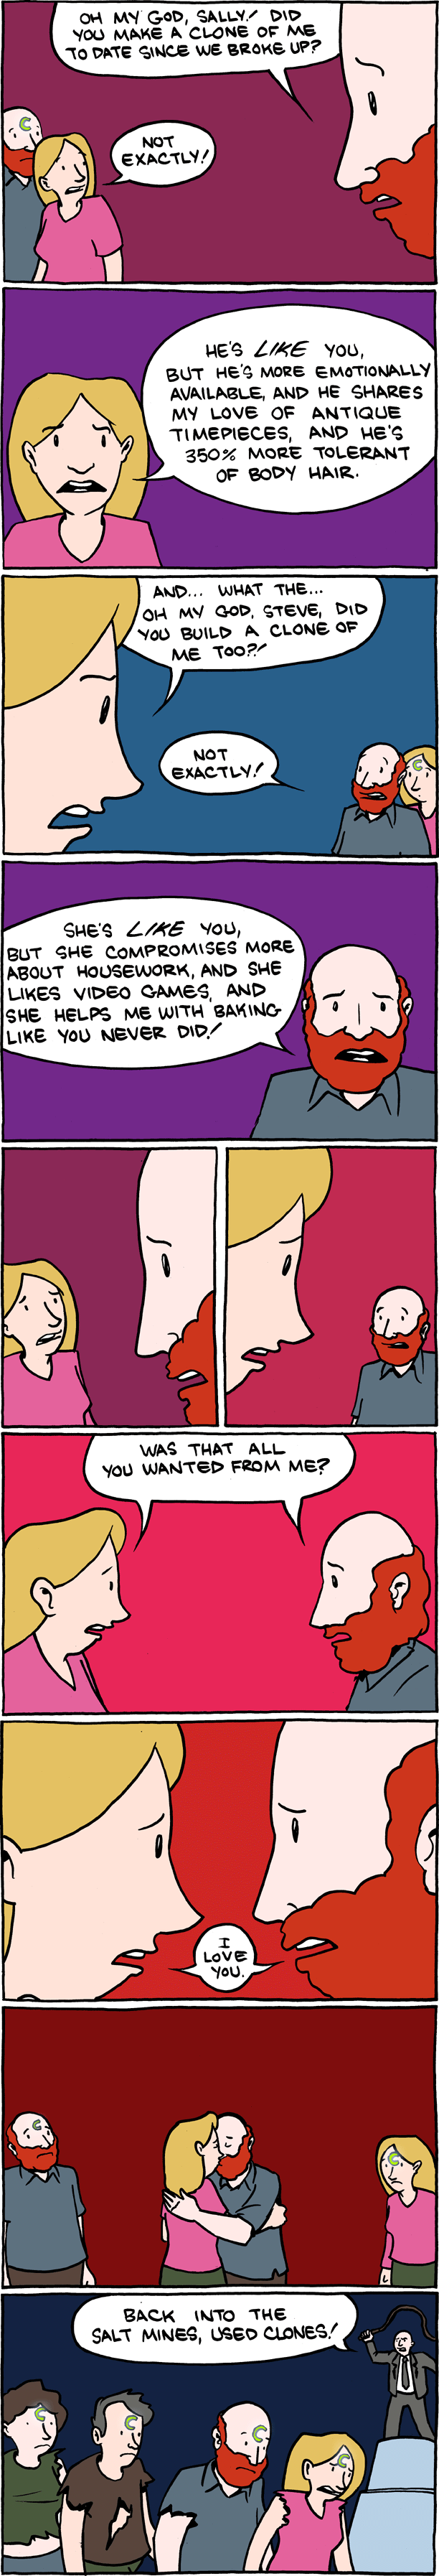 OH MY GOD, SALLY! DID
YOU MAKE A CLONE OF ME
TO DATE SINCE WE BROKE UP?
C
NOT
EXACTLY!
HE'S LIKE YOU,
BUT HE'S MORE EMOTIONALLY
AVAILABLE, AND HE SHARES
MY LOVE OF ANTIQUE
TIMEPIECES, AND HE'S
350% MORE TOLERANT
OF BODY HAIR.
AND... WHAT THE...
OH MY GOD, STEVE, DID
YOU BUILD A CLONE OF
ME TOO?!
NOT
EXACTLY!
C
SHE'S LIKE YOU,
BUT SHE COMPROMISES MORE
ABOUT HOUSEWORK, AND SHE
LIKES VIDEO GAMES, AND
SHE HELPS ME WITH BAKING
LIKE YOU NEVER DID!
WAS THAT ALL
YOU WANTED FROM ME?
I
LOVE
YOU.
C
C
BACK INTO THE
SALT MINES, USED CLONES!
C
C
C
C